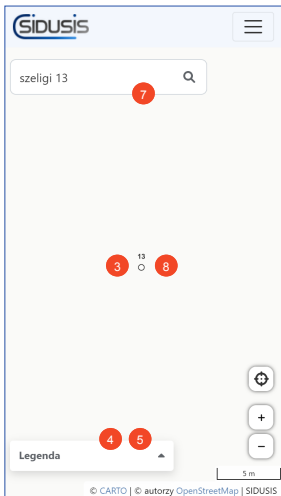 SIDUSIS
szeligi 13
7
13
3
8
4
5
Legenda
+
−
5 m
© CARTO | © autorzy OpenStreetMap | SIDUSIS